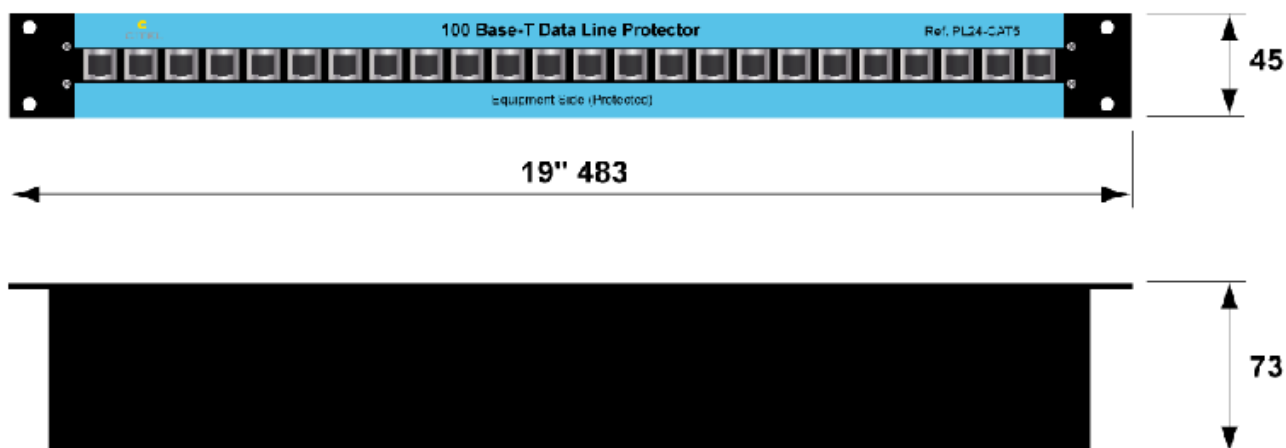 100 Base-T Data Line Protector
Ref. PL24-CAT5
Equipment Side (Protected)
45
19" 483
73